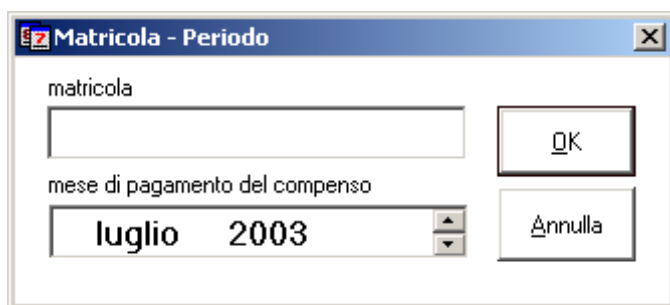 Matricola - Periodo
matricola
OK
mese di pagamento del compenso
luglio 2003
Annulla